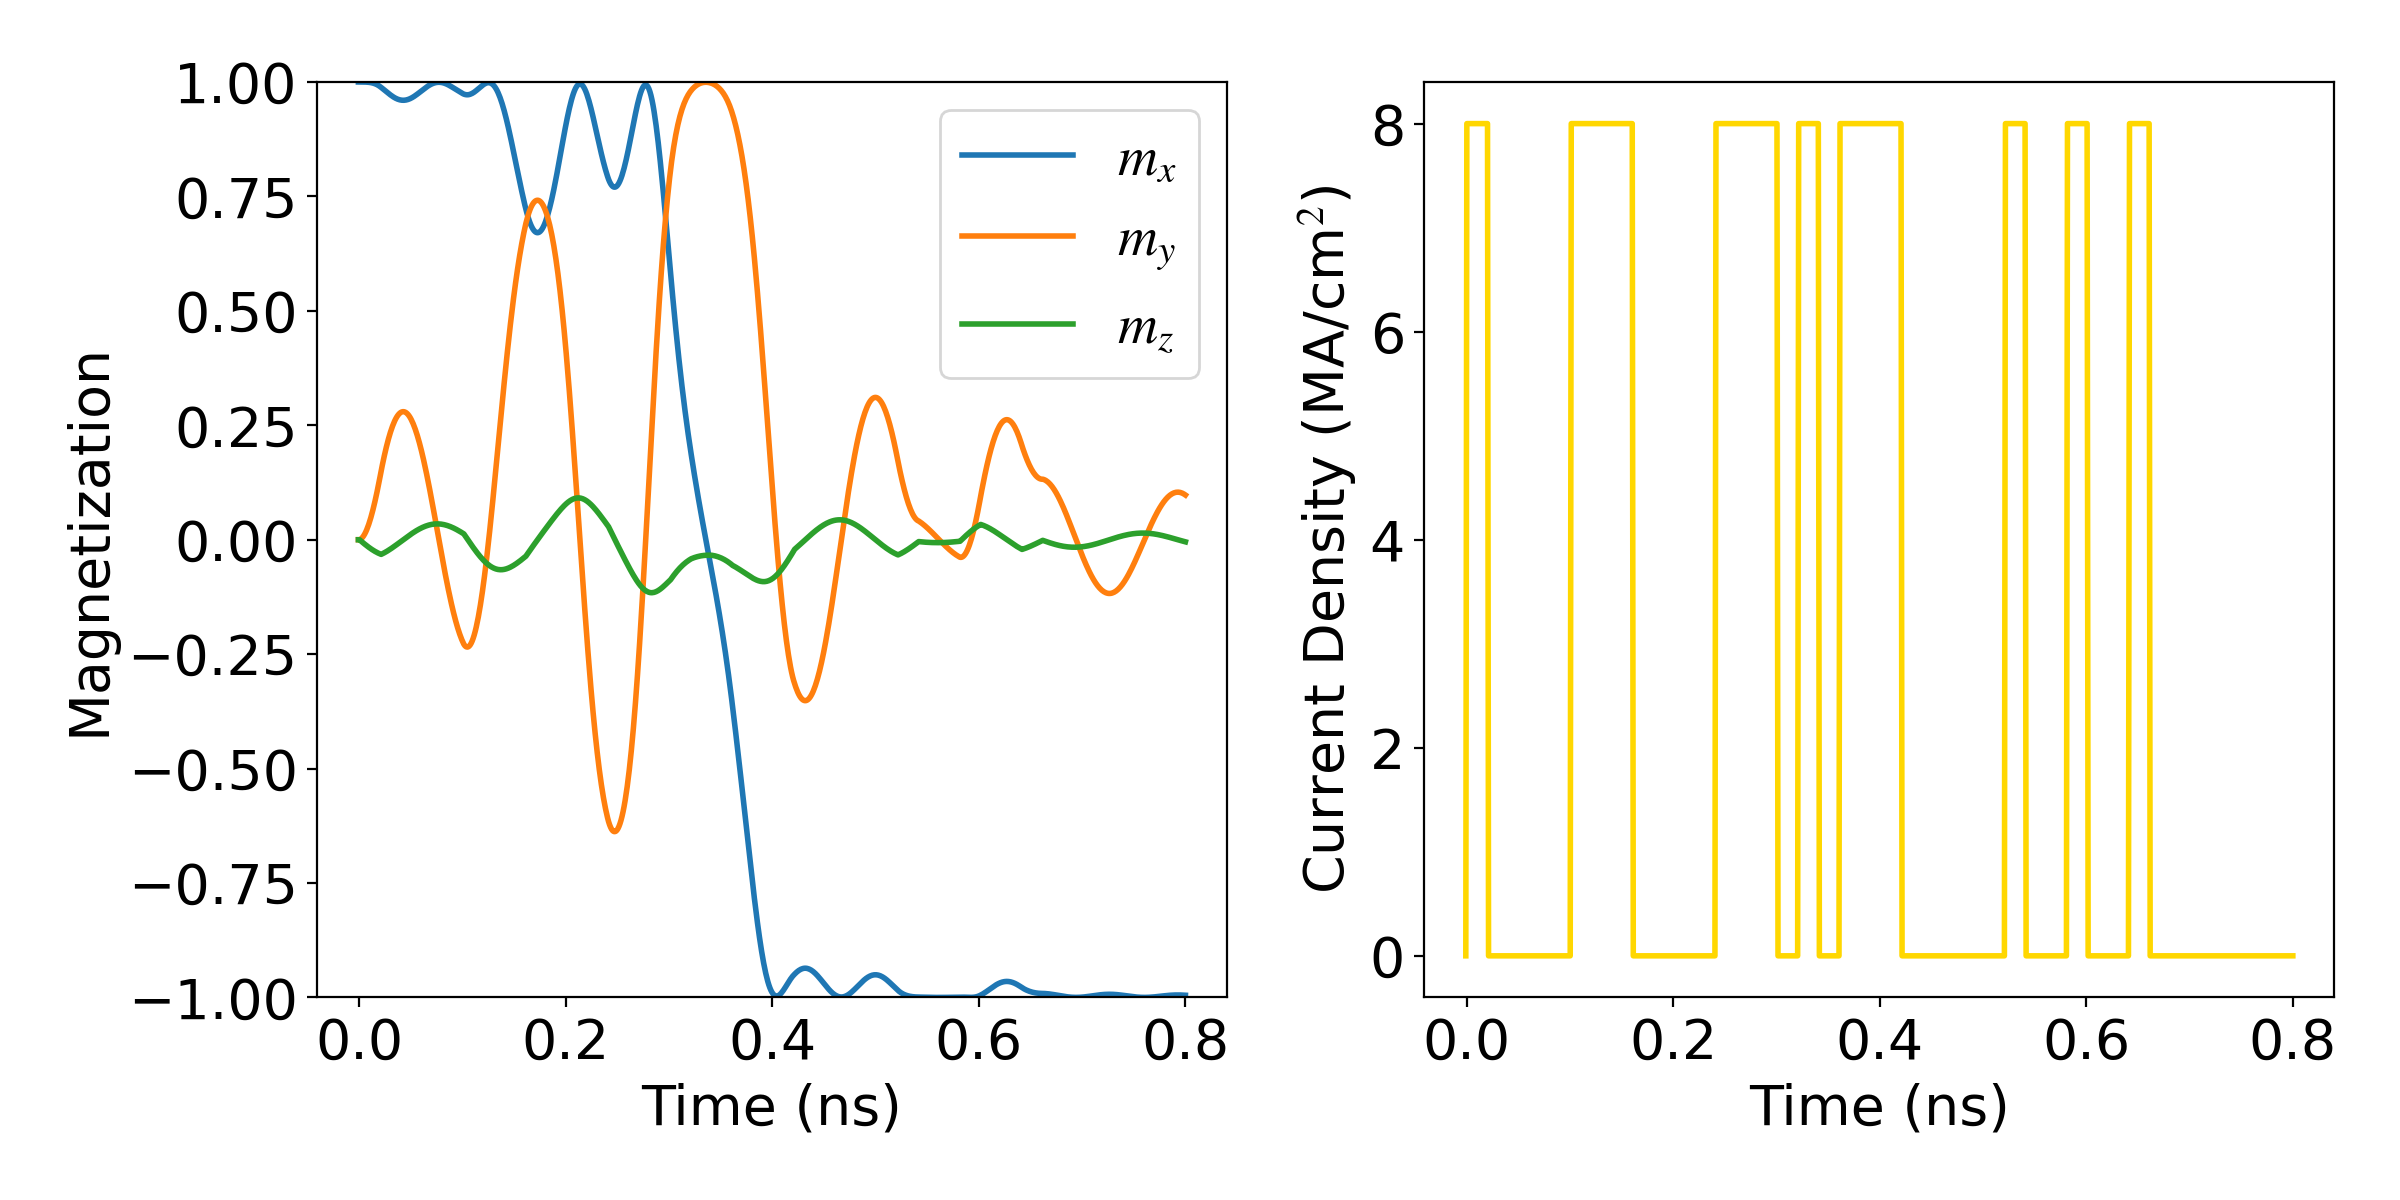 1.00
0.75
0.50
0.25
0.00
−0.25
−0.50
−0.75
−1.00
Magnetization
0.0 0.2 0.4 0.6 0.8
Time (ns)
m_x
m_y
m_z
8
6
4
2
0
Current Density (MA/cm²)
0.0 0.2 0.4 0.6 0.8
Time (ns)